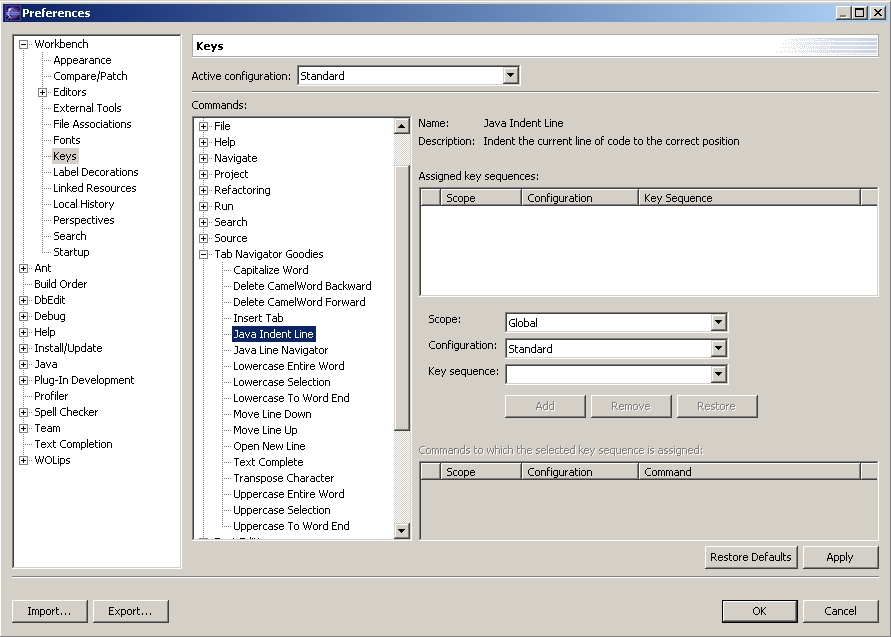 Preferences
Workbench
Appearance
Compare/Patch
Editors
External Tools
File Associations
Fonts
Keys
Label Decorations
Linked Resources
Local History
Perspectives
Search
Startup
Ant
Build Order
DbEdit
Debug
Help
Install/Update
Java
Plug-In Development
Profiler
Spell Checker
Team
Text Completion
WOLips
Keys
Active configuration: Standard
Commands:
File
Help
Navigate
Project
Refactoring
Run
Search
Source
Tab Navigator Goodies
Capitalize Word
Delete CamelWord Backward
Delete CamelWord Forward
Insert Tab
Java Indent Line
Java Line Navigator
Lowercase Entire Word
Lowercase Selection
Lowercase To Word End
Move Line Down
Move Line Up
Open New Line
Text Complete
Transpose Character
Uppercase Entire Word
Uppercase Selection
Uppercase To Word End
Name: Java Indent Line
Description: Indent the current line of code to the correct position
Assigned key sequences:
Scope Configuration Key Sequence
Scope: Global
Configuration: Standard
Key sequence:
Add Remove Restore
Commands to which the selected key sequence is assigned:
Scope Configuration Command
Restore Defaults Apply
Import... Export... OK Cancel